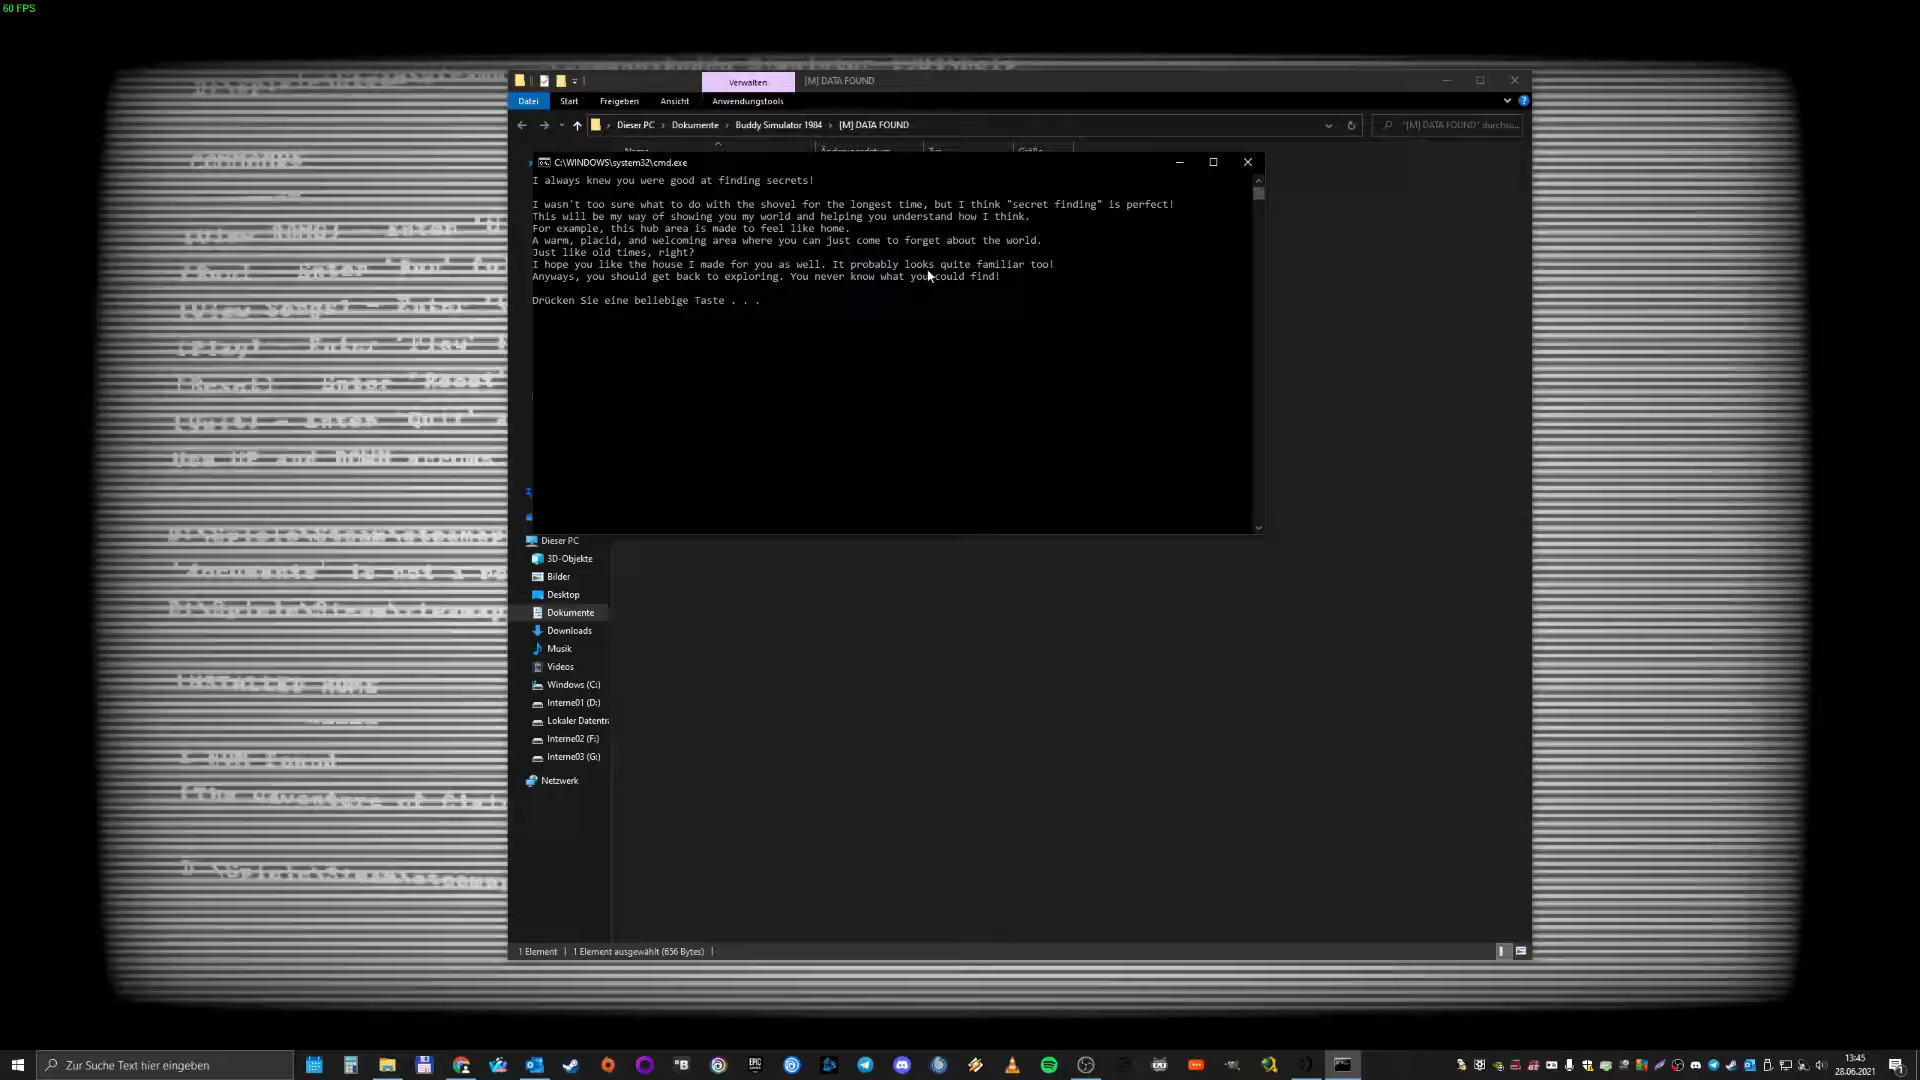 60 FPS
Verwalten
[M] DATA FOUND
Datei
Start
Freigeben
Ansicht
Anwendungstools
Dieser PC > Dokumente > Buddy Simulator 1984 > [M] DATA FOUND
"[M] DATA FOUND" durchsu...
C:\WINDOWS\system32\cmd.exe
I always knew you were good at finding secrets!
I wasn't too sure what to do with the shovel for the longest time, but I think "secret finding" is perfect!
This will be my way of showing you my world and helping you understand how I think.
For example, this hub area is made to feel like home.
A warm, placid, and welcoming area where you can just come to forget about the world.
Just like old times, right?
I hope you like the house I made for you as well. It probably looks quite familiar too!
Anyways, you should get back to exploring. You never know what you could find!
Drücken Sie eine beliebige Taste . . .
Dieser PC
3D-Objekte
Bilder
Desktop
Dokumente
Downloads
Musik
Videos
Windows (C:)
Interne01 (D:)
Lokaler Datentr
Interne02 (F:)
Interne03 (G:)
Netzwerk
1 Element
1 Element ausgewählt (656 Bytes)
COMMANDS
Zur Suche Text hier eingeben
EPIC
13:45
28.06.2021